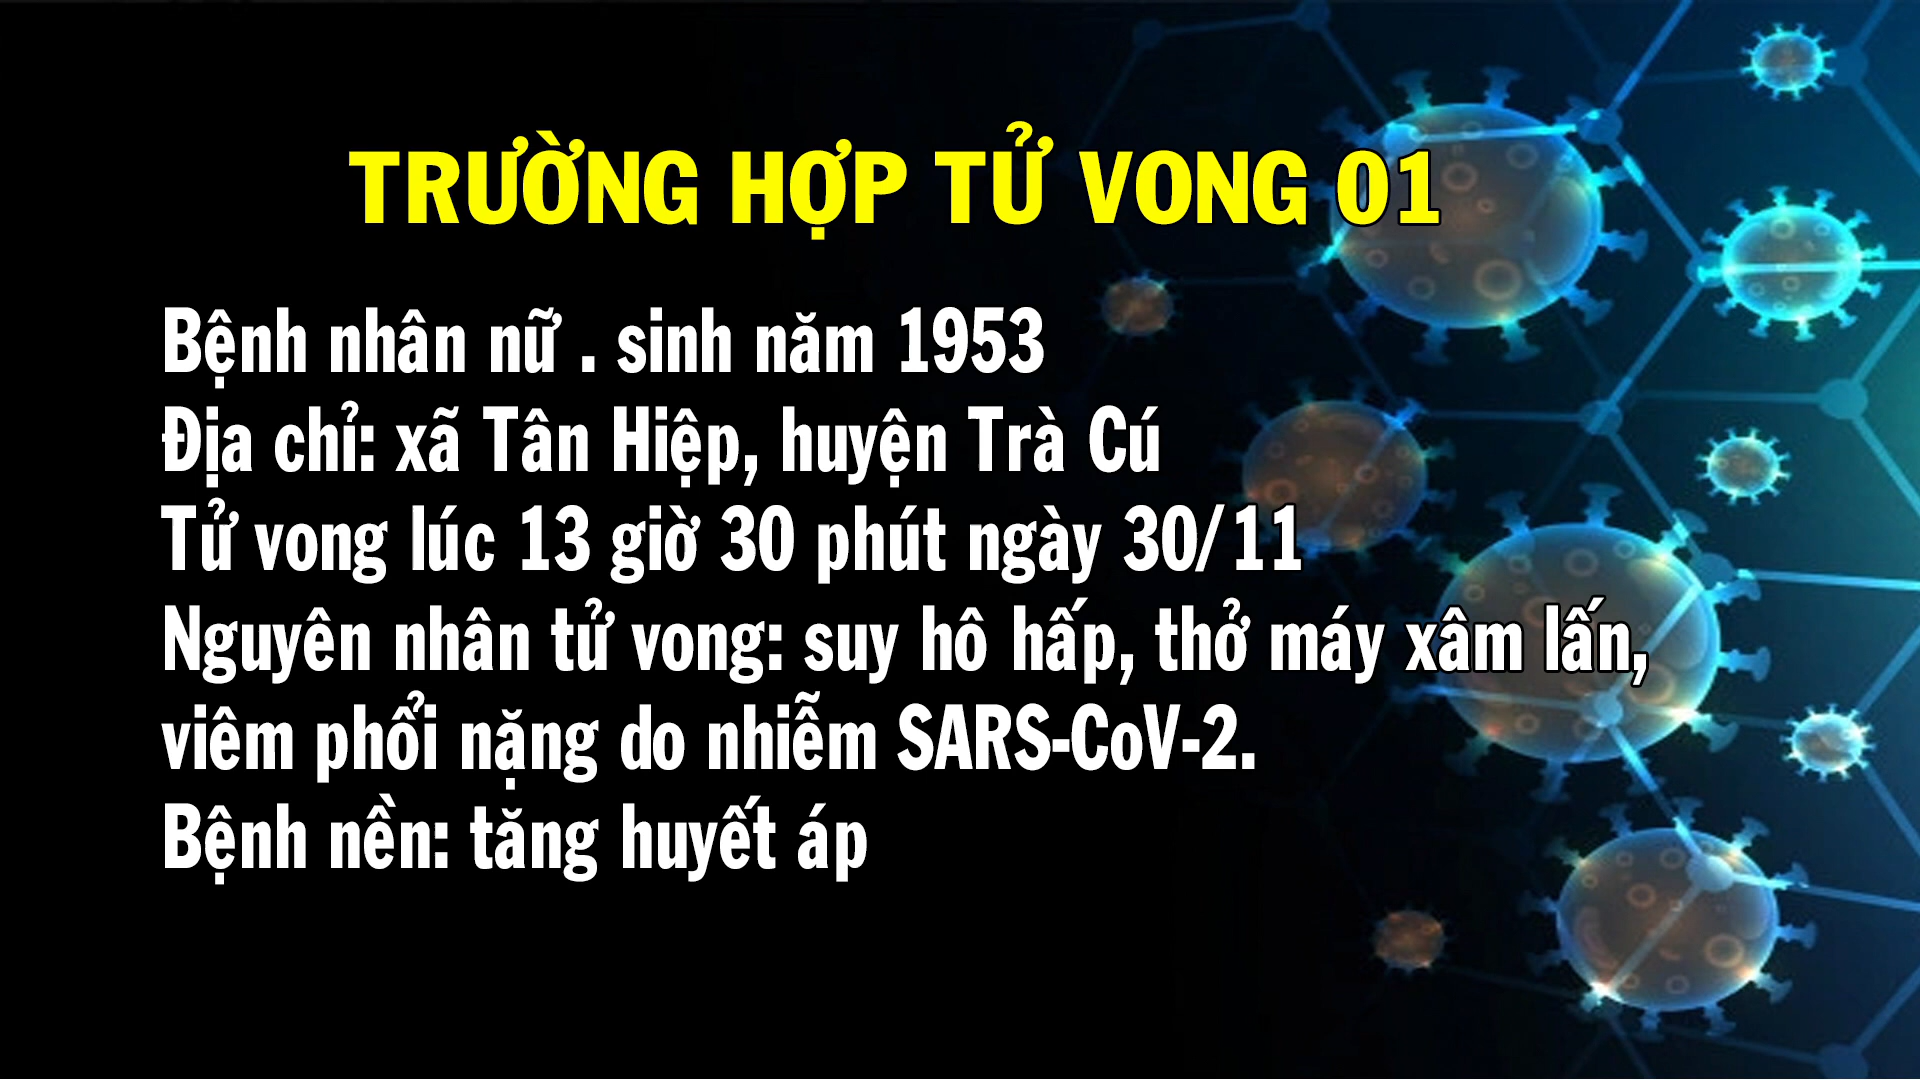 TRƯỜNG HỢP TỬ VONG 01
Bệnh nhân nữ . sinh năm 1953
Địa chỉ: xã Tân Hiệp, huyện Trà Cú
Tử vong lúc 13 giờ 30 phút ngày 30/11
Nguyên nhân tử vong: suy hô hấp, thở máy xâm lấn,
viêm phổi nặng do nhiễm SARS-CoV-2.
Bệnh nền: tăng huyết áp